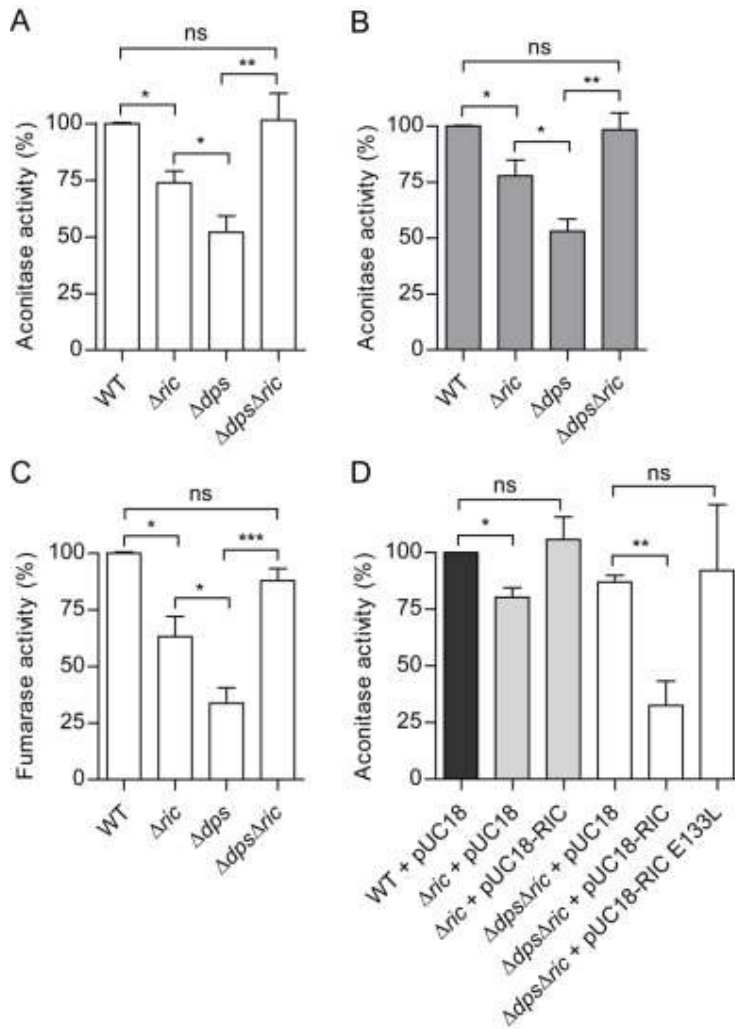 A
ns
**
*
*
Aconitase activity (%)
100
75
50
25
0
WT
Δric
Δdps
ΔdpsΔric
B
ns
**
*
*
Aconitase activity (%)
100
75
50
25
0
WT
Δric
Δdps
ΔdpsΔric
C
ns
*
***
*
Fumarase activity (%)
100
75
50
25
0
WT
Δric
Δdps
ΔdpsΔric
D
ns
ns
*
**
Aconitase activity (%)
100
75
50
25
0
WT + pUC18
Δric + pUC18
Δric + pUC18-RIC
ΔdpsΔric + pUC18
ΔdpsΔric + pUC18-RIC
ΔdpsΔric + pUC18-RIC E133L